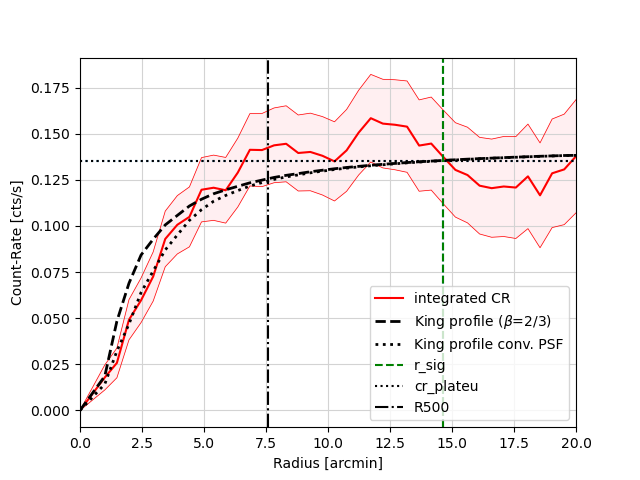 0.175
0.150
0.125
0.100
0.075
0.050
0.025
0.000
Count-Rate [cts/s]
integrated CR
King profile (β=2/3)
King profile conv. PSF
r_sig
cr_plateu
R500
0.0 2.5 5.0 7.5 10.0 12.5 15.0 17.5 20.0
Radius [arcmin]